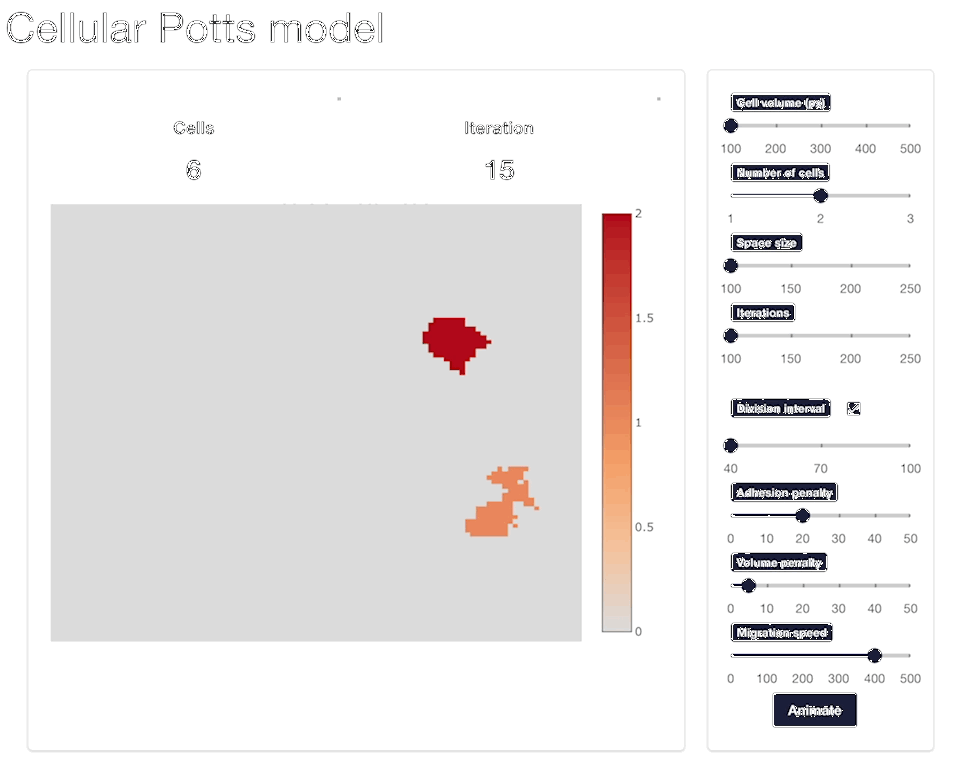 Cellular Potts model
Cells
Iteration
6
15
2
1.5
1
0.5
0
Cell volume (px)
100 200 300 400 500
Number of cells
1 2 3
Space size
100 150 200 250
Iterations
100 150 200 250
Division interval
40 70 100
Adhesion penalty
0 10 20 30 40 50
Volume penalty
0 10 20 30 40 50
Migration speed
0 100 200 300 400 500
Animate